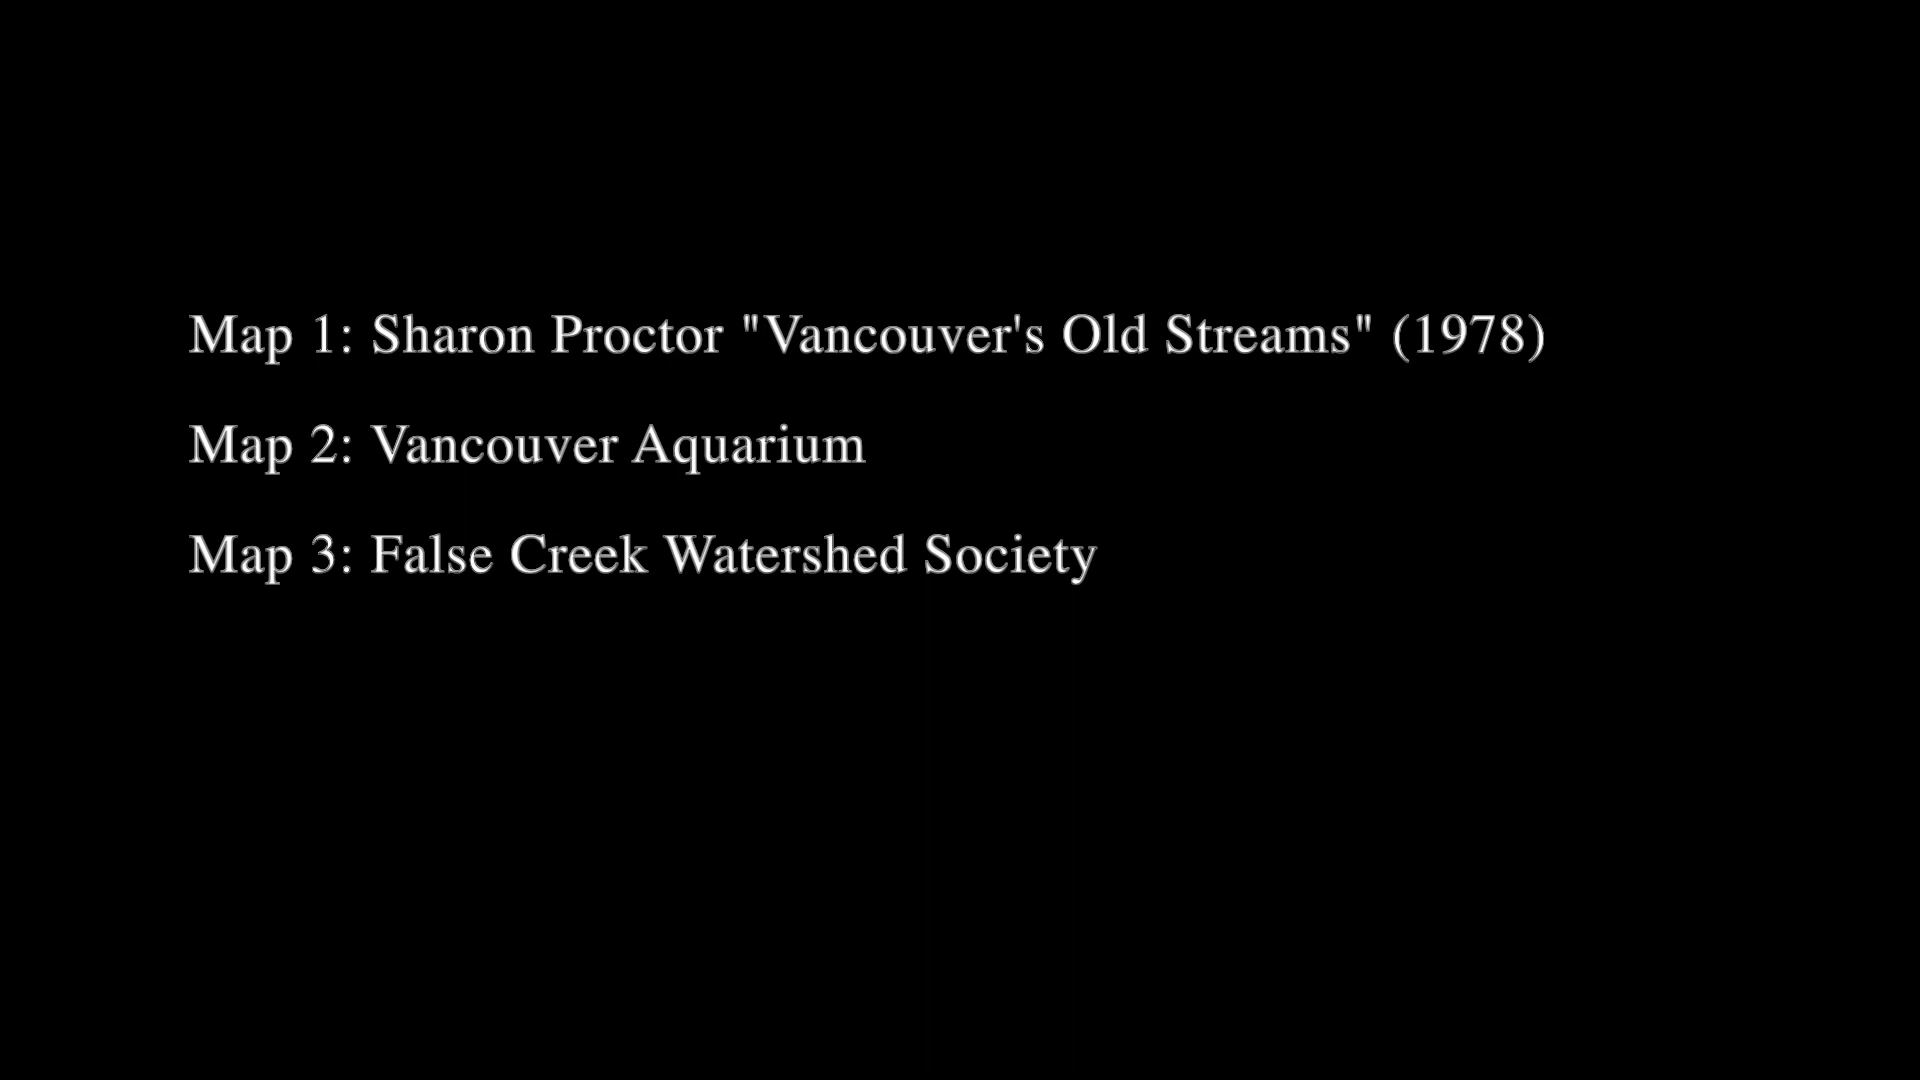 Map 1: Sharon Proctor "Vancouver's Old Streams" (1978)
Map 2: Vancouver Aquarium
Map 3: False Creek Watershed Society